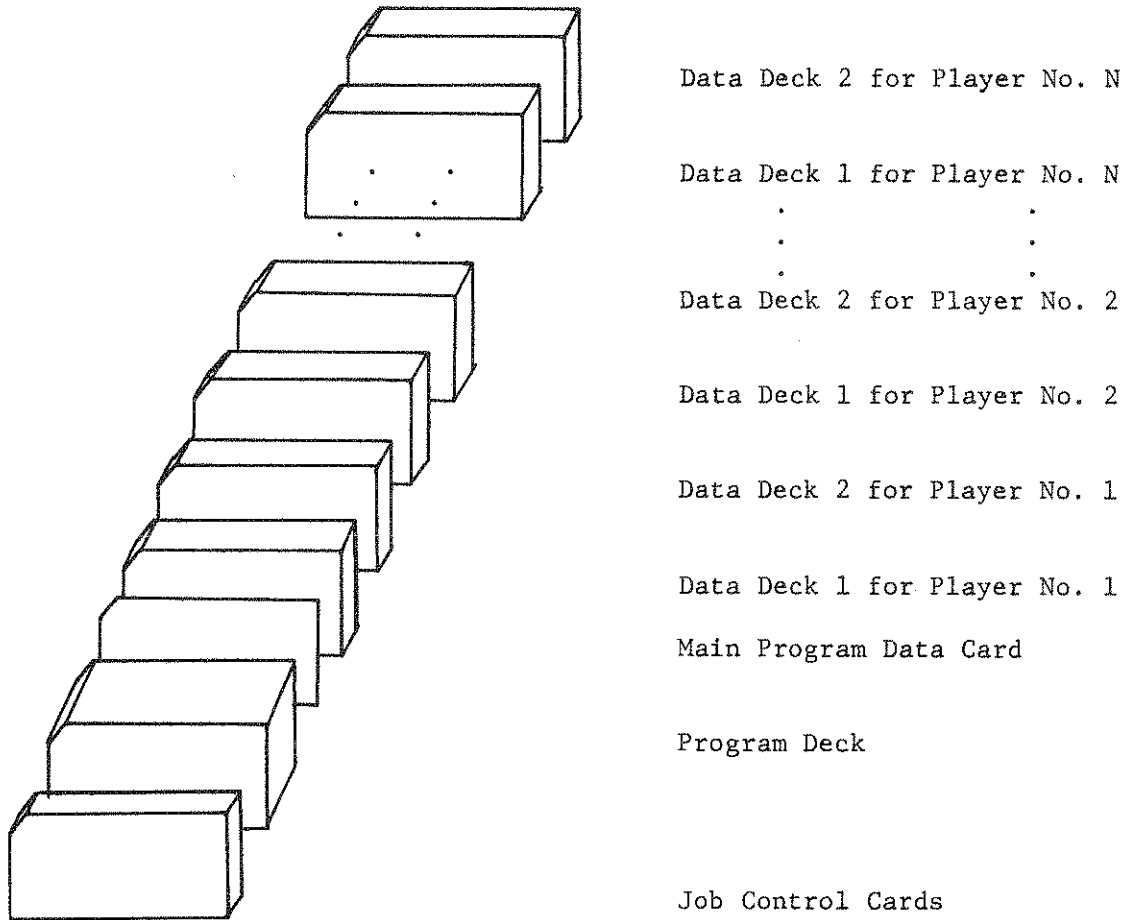 Data Deck 2 for Player No. N
Data Deck 1 for Player No. N
. .
. .
. .
Data Deck 2 for Player No. 2
Data Deck 1 for Player No. 2
Data Deck 2 for Player No. 1
Data Deck 1 for Player No. 1
Main Program Data Card
Program Deck
Job Control Cards